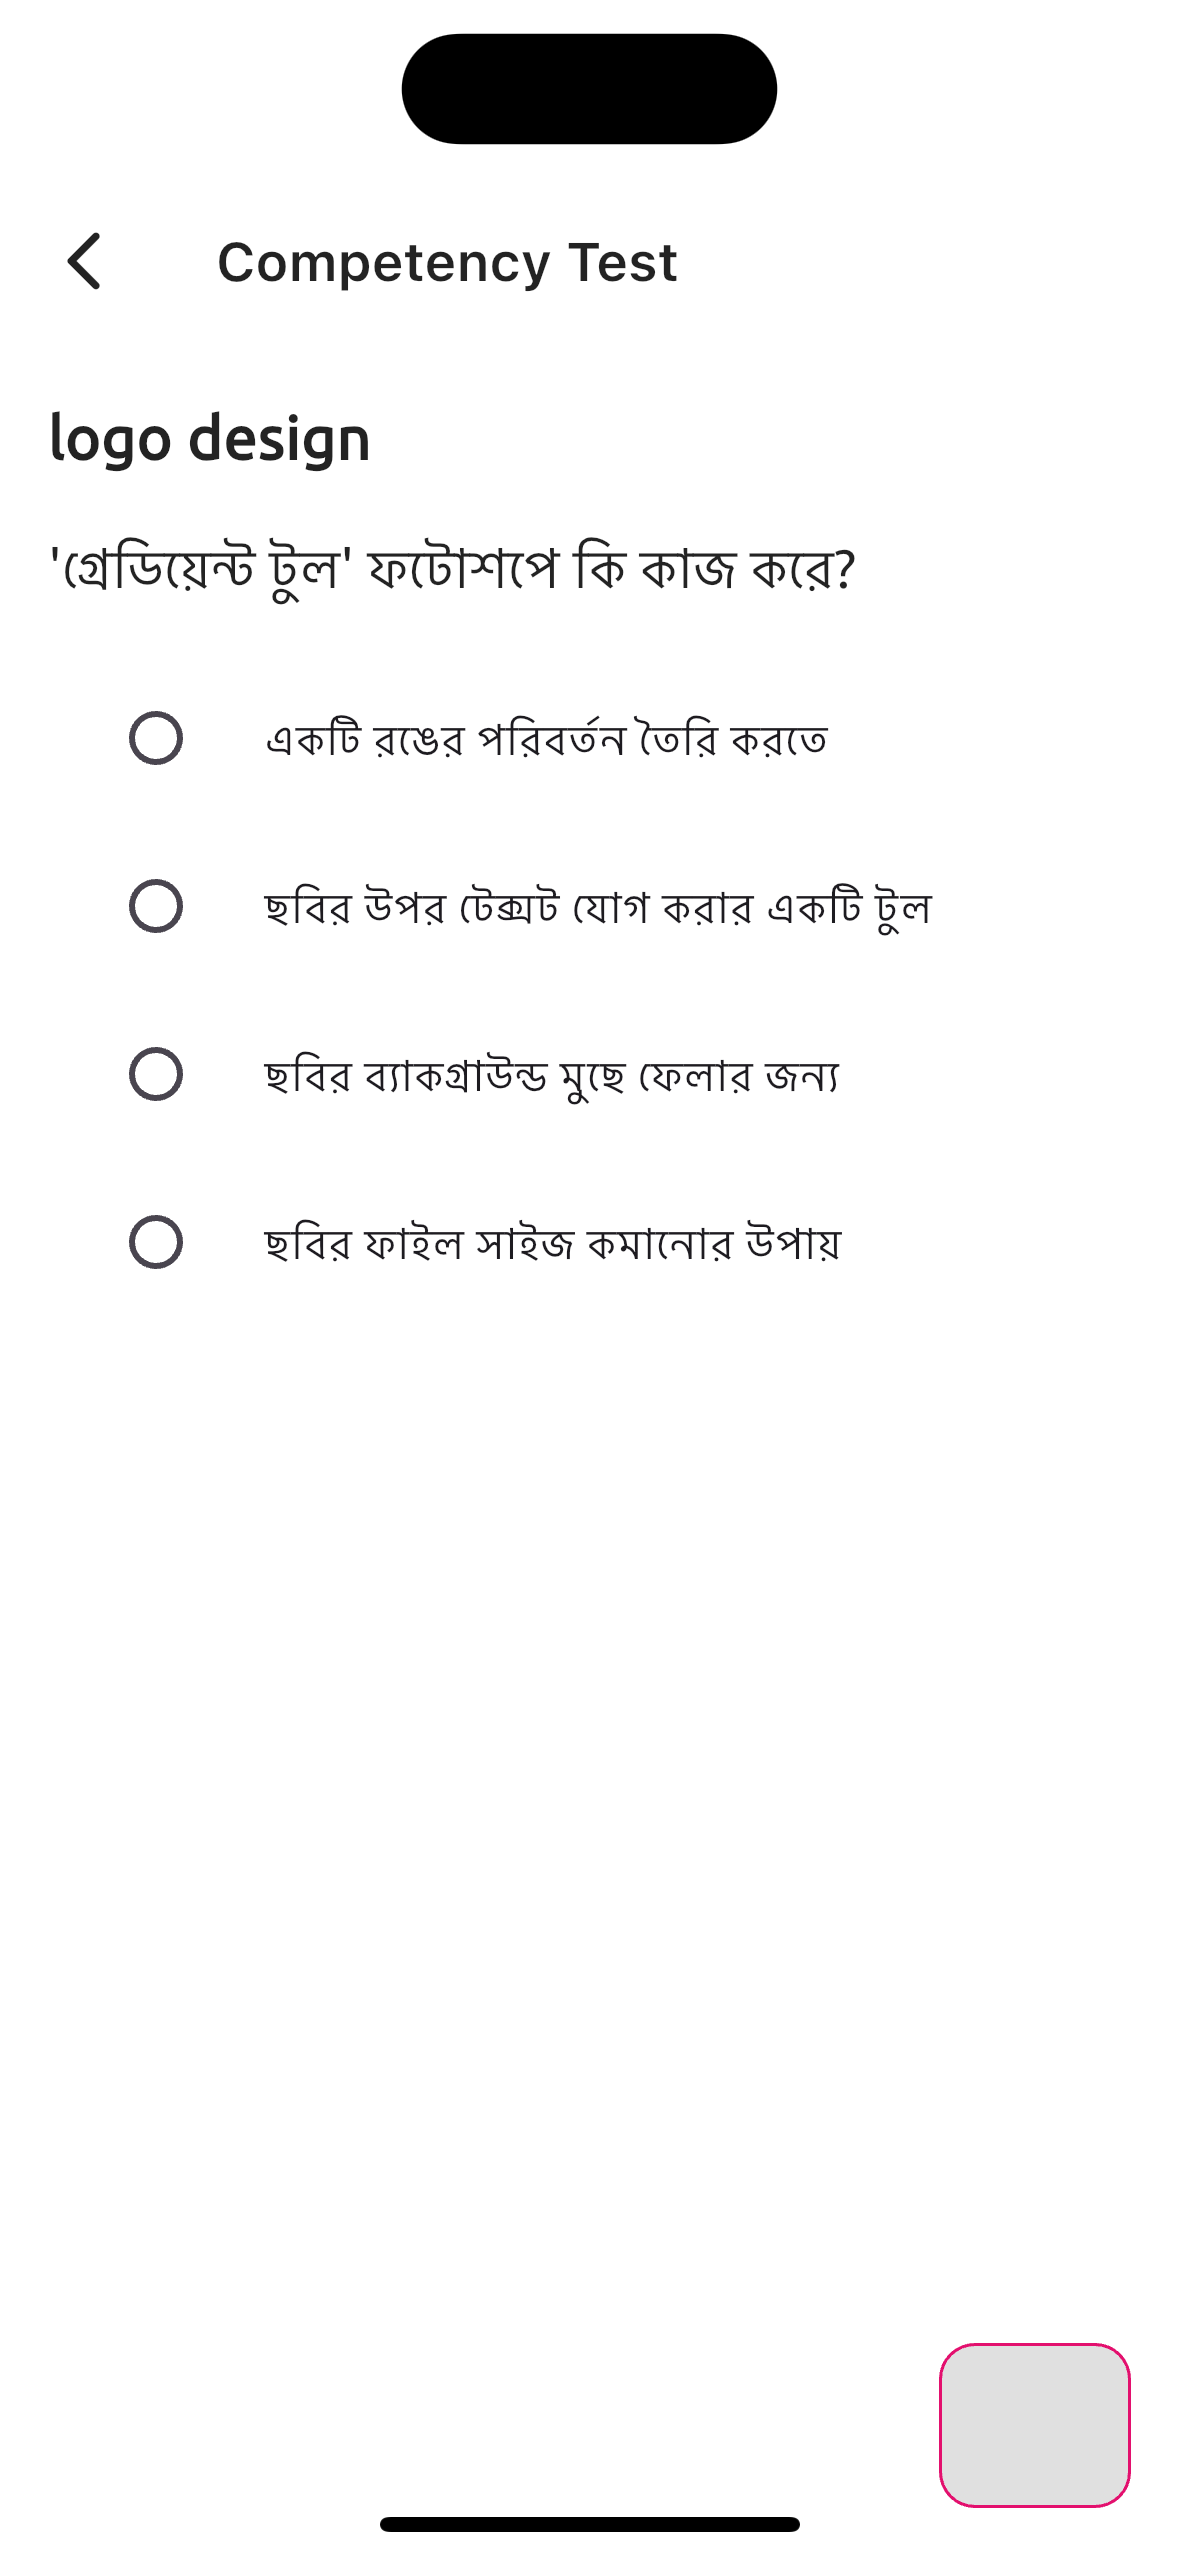 Competency Test
logo design
'গ্রেডিয়েন্ট টুল' ফটোশপে কি কাজ করে?
একটি রঙের পরিবর্তন তৈরি করতে
ছবির উপর টেক্সট যোগ করার একটি টুল
ছবির ব্যাকগ্রাউন্ড মুছে ফেলার জন্য
ছবির ফাইল সাইজ কমানোর উপায়